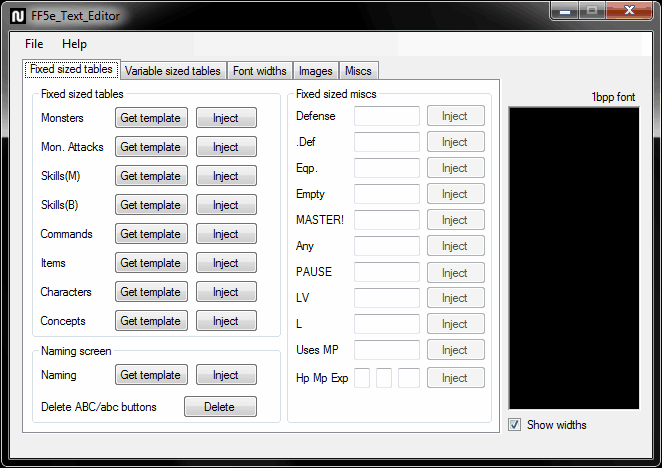 FF5e_Text_Editor
File Help
Fixed sized tables Variable sized tables Font widths Images Miscs
Fixed sized tables
Monsters Get template Inject
Mon. Attacks Get template Inject
Skills(M) Get template Inject
Skills(B) Get template Inject
Commands Get template Inject
Items Get template Inject
Characters Get template Inject
Concepts Get template Inject
Naming screen
Naming Get template Inject
Delete ABC/abc buttons Delete
Fixed sized miscs
Defense Inject
.Def Inject
Eqp. Inject
Empty Inject
MASTER! Inject
Any Inject
PAUSE Inject
LV Inject
L Inject
Uses MP Inject
Hp Mp Exp Inject
1bpp font
Show widths